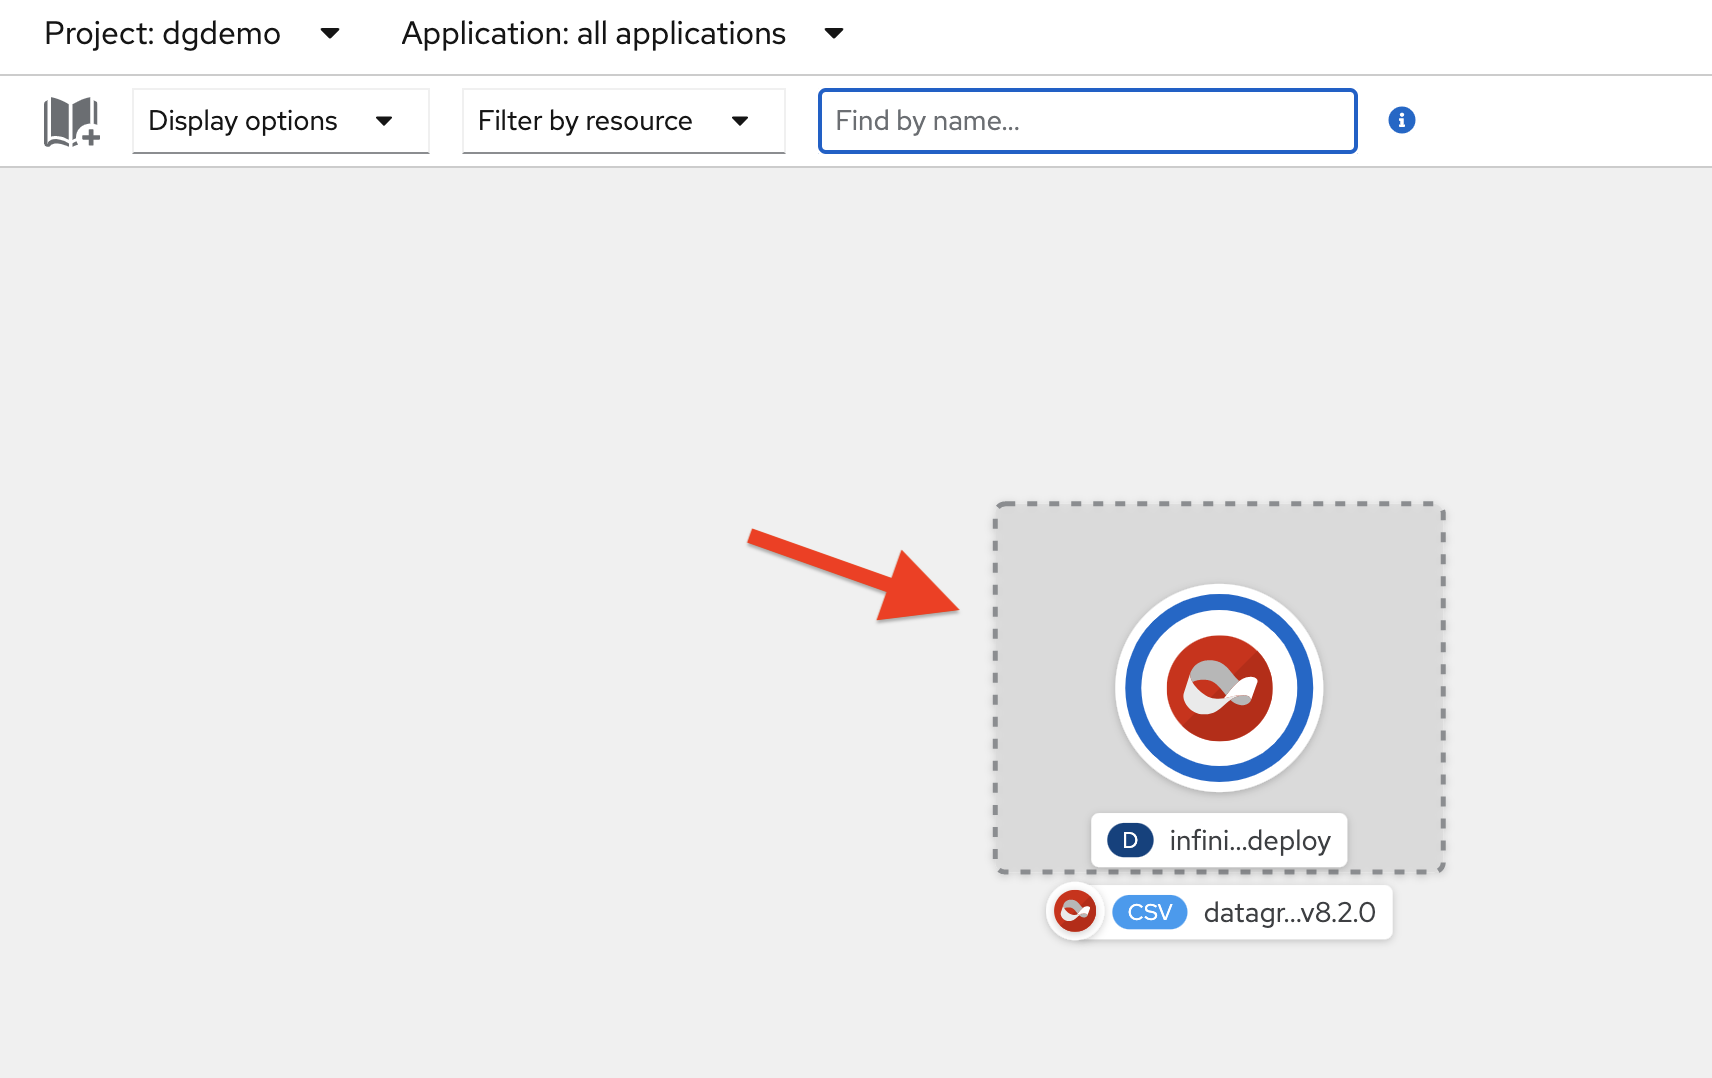 Project: dgdemo Application: all applications
Display options Filter by resource Find by name...
D infini...deploy
CSV datagr...v8.2.0